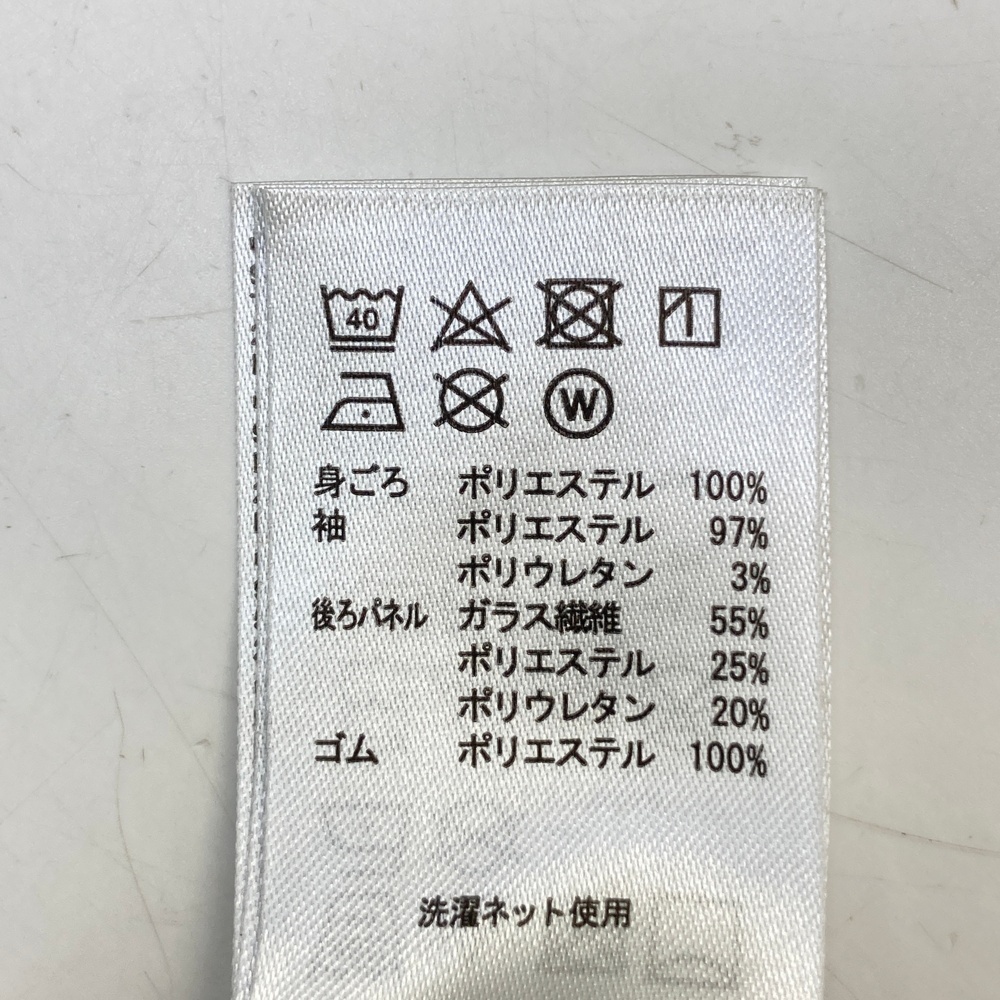 40
W
身ごろ ポリエステル 100%
袖 ポリエステル 97%
ポリウレタン 3%
後ろパネル ガラス繊維 55%
ポリエステル 25%
ポリウレタン 20%
ゴム ポリエステル 100%
洗濯ネット使用